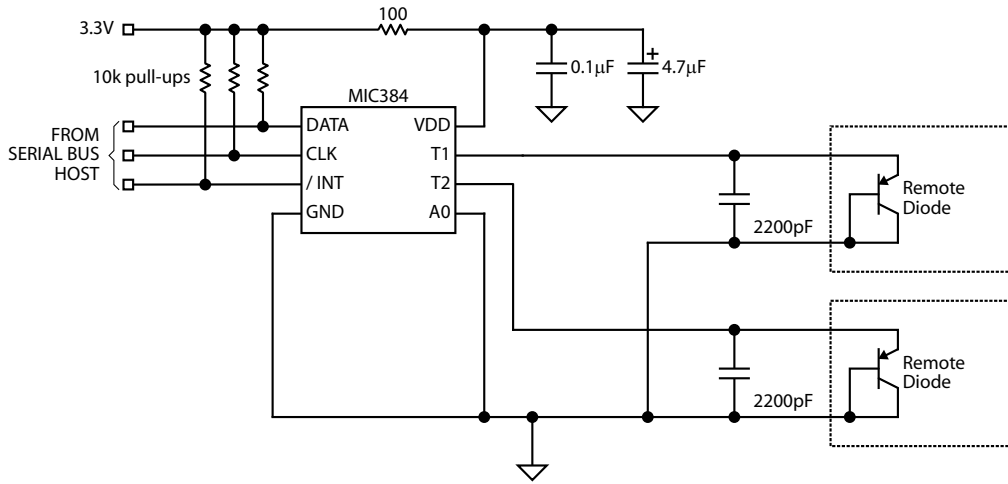 100
3.3V
10k pull-ups
0.1µF
+
4.7µF
MIC384
FROM
SERIAL BUS
HOST
DATA
CLK
/ INT
GND
VDD
T1
T2
A0
2200pF
Remote
Diode
2200pF
Remote
Diode